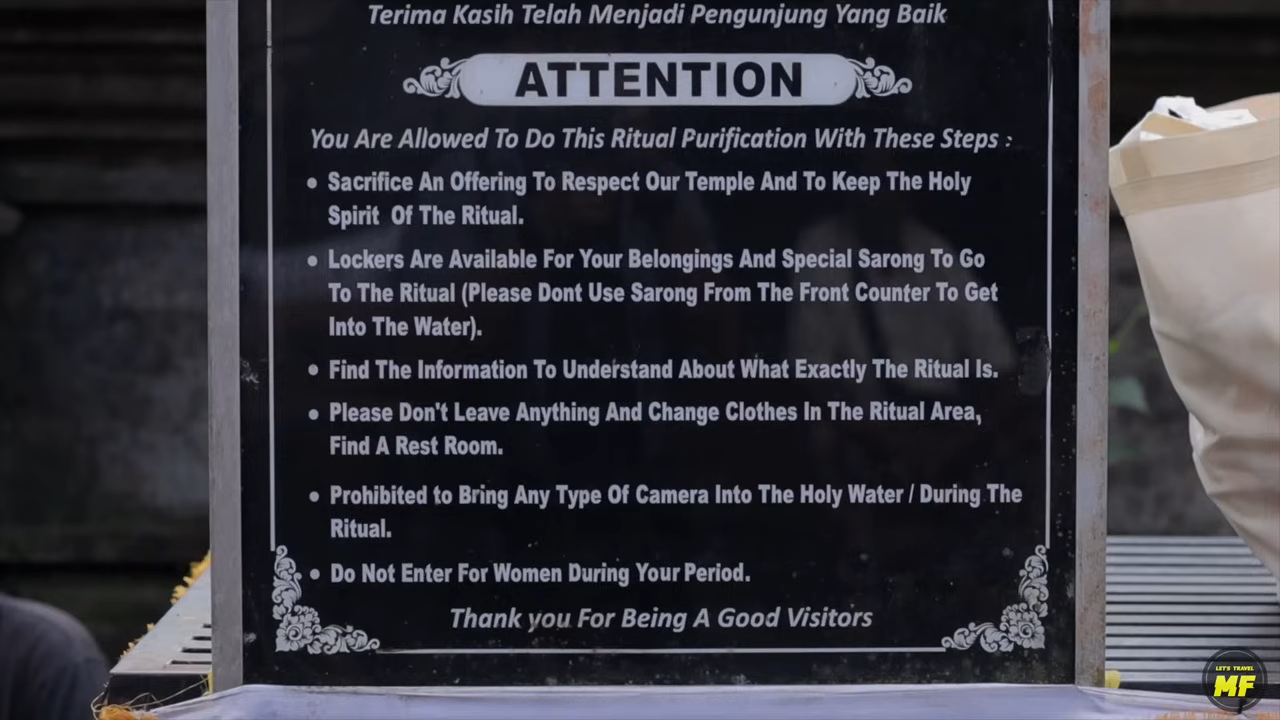 Terima Kasih Telah Menjadi Pengunjung Yang Baik
ATTENTION
You Are Allowed To Do This Ritual Purification With These Steps :
• Sacrifice An Offering To Respect Our Temple And To Keep The Holy
Spirit Of The Ritual.
• Lockers Are Available For Your Belongings And Special Sarong To Go
To The Ritual (Please Dont Use Sarong From The Front Counter To Get
Into The Water).
• Find The Information To Understand About What Exactly The Ritual Is.
• Please Don't Leave Anything And Change Clothes In The Ritual Area,
Find A Rest Room.
• Prohibited to Bring Any Type Of Camera Into The Holy Water / During The
Ritual.
• Do Not Enter For Women During Your Period.
Thank you For Being A Good Visitors
LET'S TRAVEL
MF